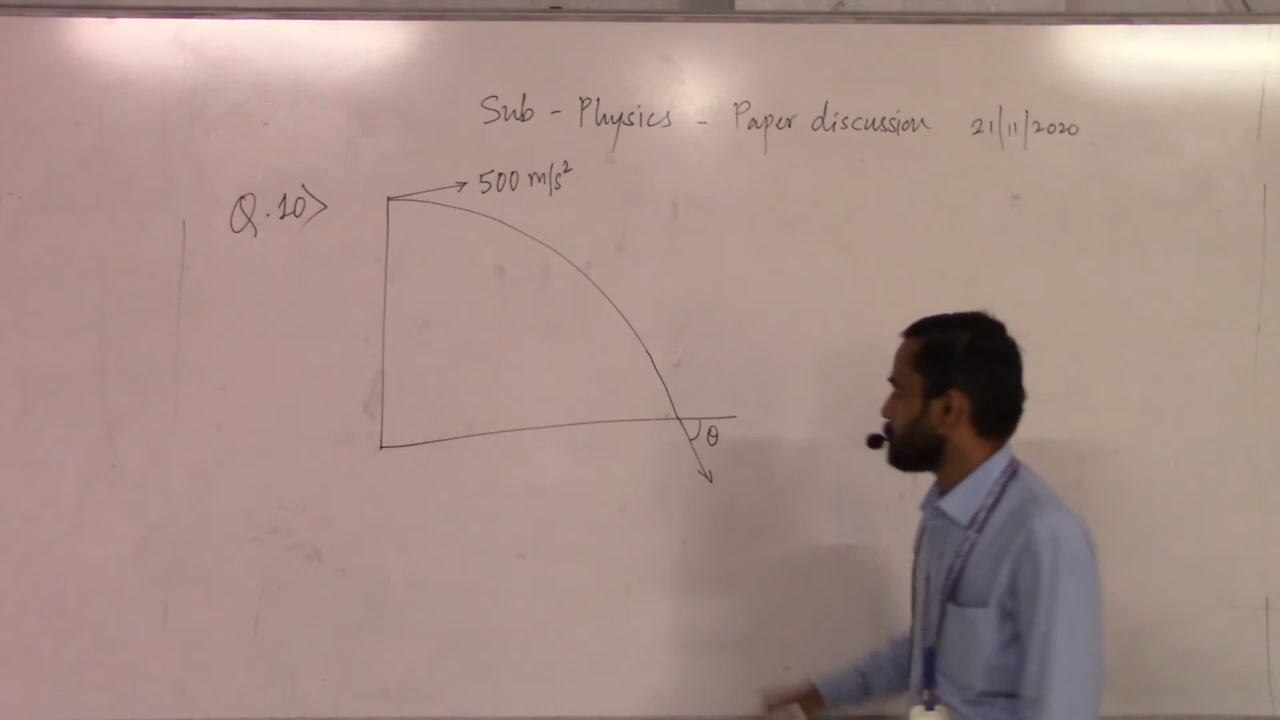 Sub - Physics - Paper discussion 21/11/2020
Q.10>
500 m/s²
θ